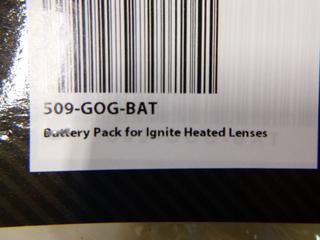 509-GOG-BAT
Battery Pack for Ignite Heated Lenses